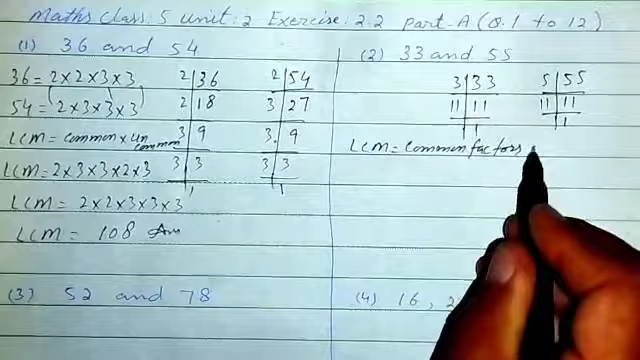 Maths Class: 5 unit: 2 Exercise: 2.2 part-A (Q.1 to 12)
(1) 36 and 54
36 = 2×2×3×3
54 = 2×3×3×3
LCM = common × un common
LCM = 2×3×3×2×3
LCM = 2×2×3×3×3
LCM = 108 Ans
2 36
2 18
3 9
3 3
1
2 54
3 27
3 9
3 3
1
(2) 33 and 55
3 33
11 11
1
5 55
11 11
1
LCM = common factors
(3) 52 and 78
(4) 16, 2